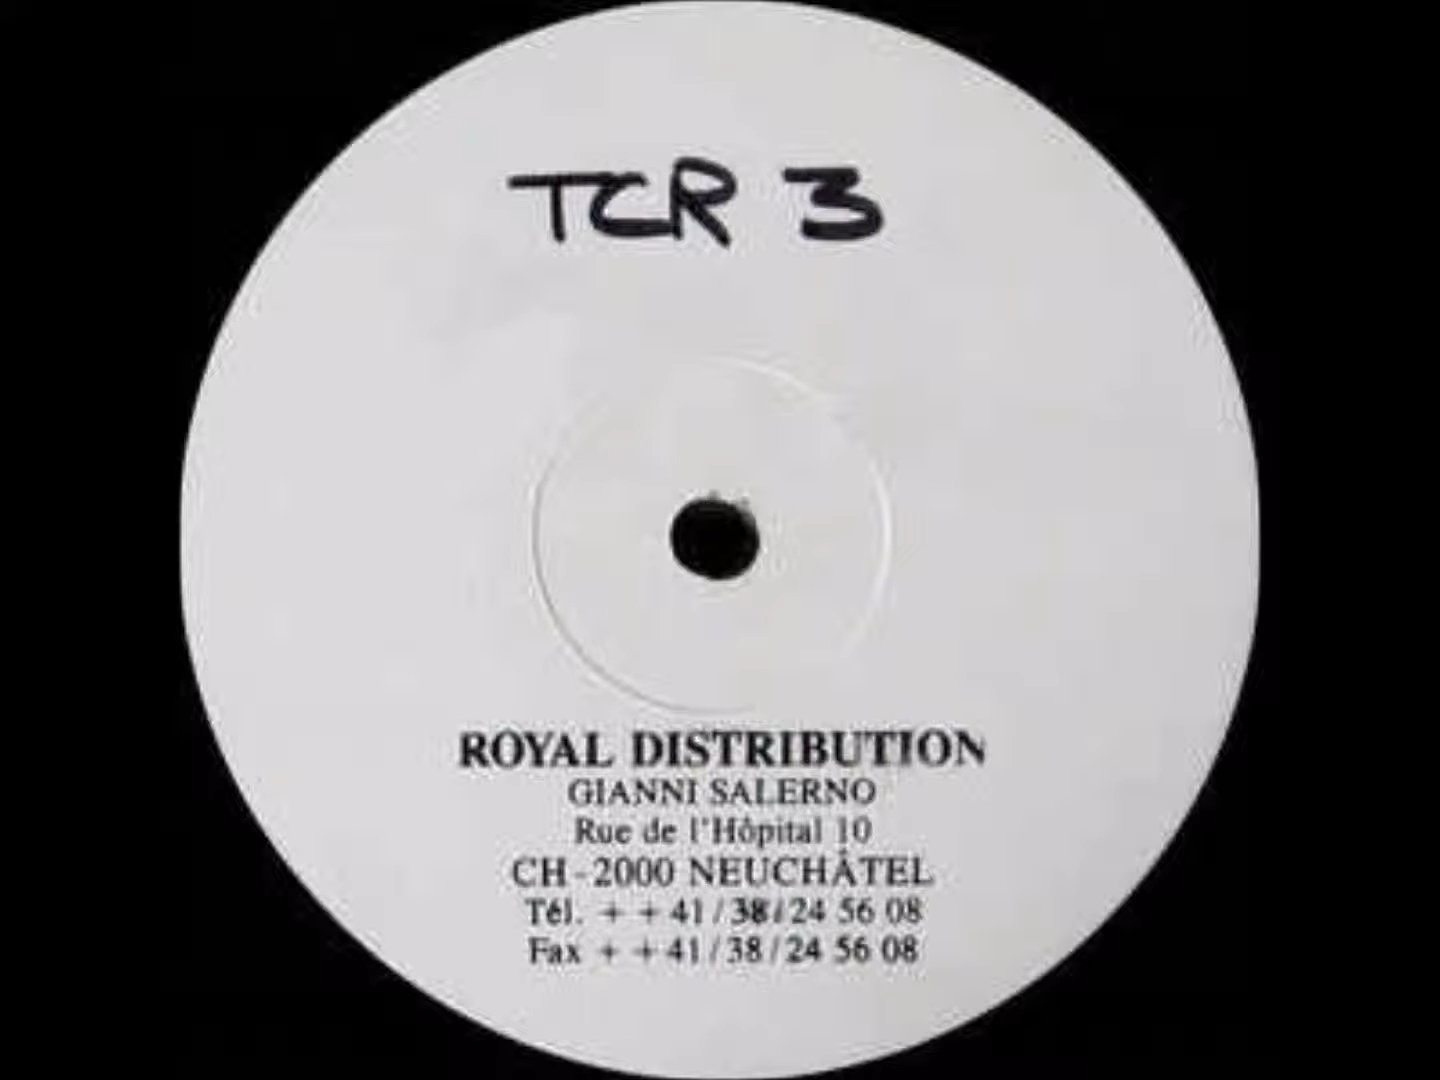 TCR 3
ROYAL DISTRIBUTION
GIANNI SALERNO
Rue de l'Hôpital 10
CH-2000 NEUCHÂTEL
Tél. + + 41/38/24 56 08
Fax + + 41/38/24 56 08